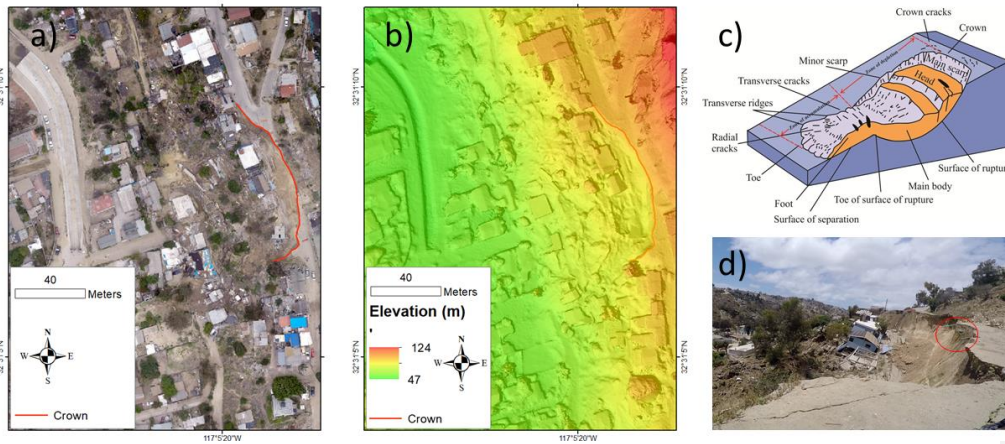 a)
32°31'10"N
32°31'5"N
40
Meters
N
W E
S
Crown
117°5'20"W
b)
32°31'10"N
32°31'5"N
40
Meters
Elevation (m)
124
47
N
W E
S
Crown
117°5'20"W
c)
Crown cracks
Crown
Minor scarp
Main scarp
Head
Transverse cracks
Transverse ridges
Radial
cracks
Toe
Foot
Surface of separation
Toe of surface of rupture
Main body
Surface of ruptur
d)